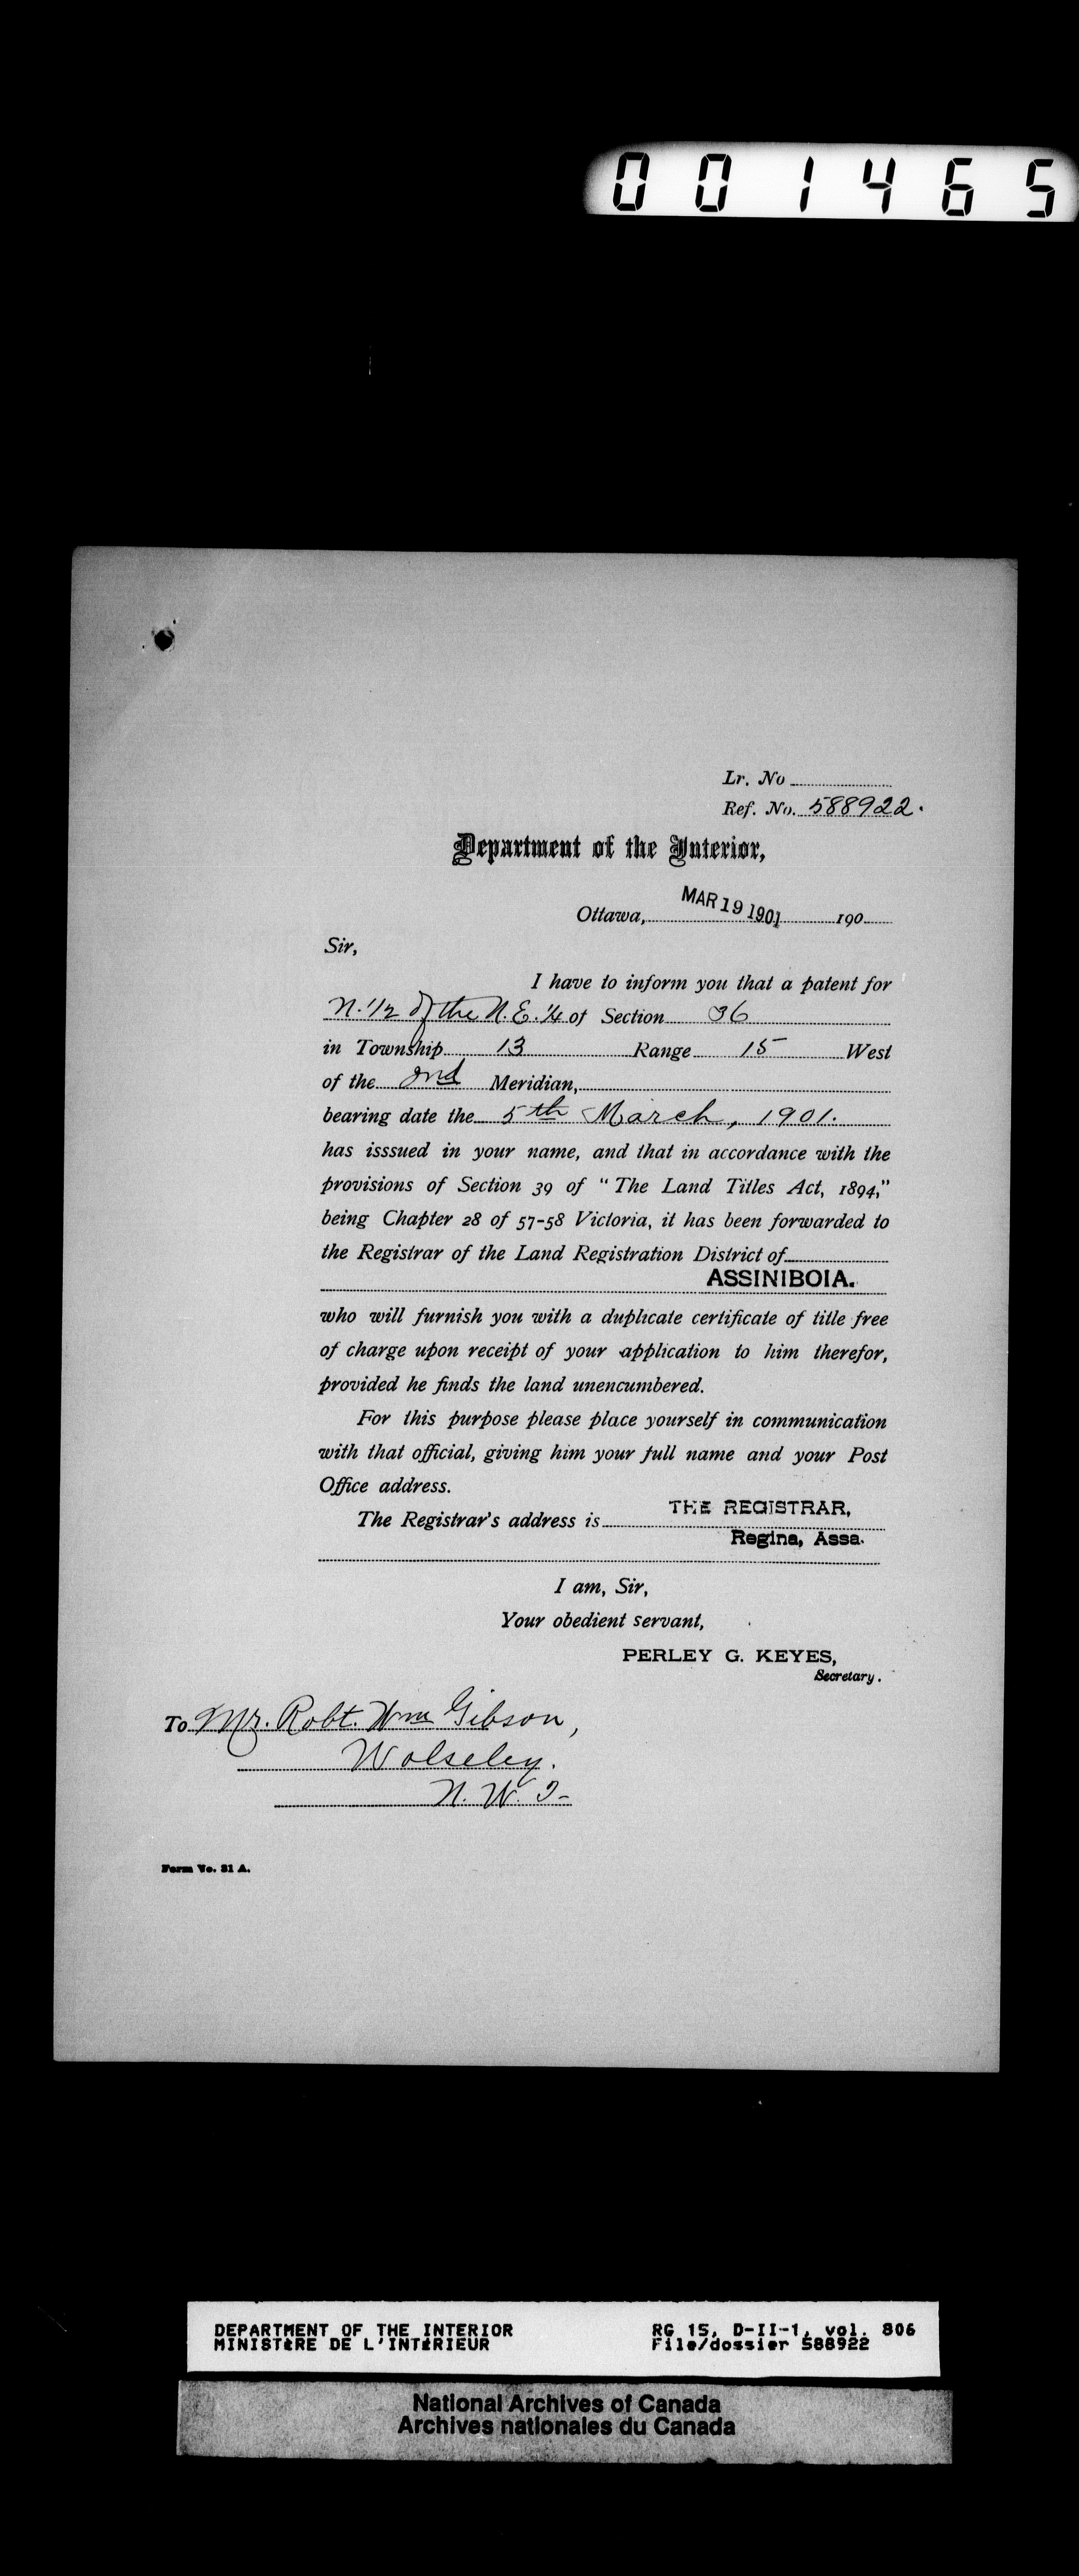 001465
Lr. No
Ref. No. 588922.
Department of the Interior,
Ottawa, MAR 19 1901 190
Sir,
I have to inform you that a patent for
N. 1/2 of the N. E. 1/4 of Section 36
in Township 13 Range 15 West
of the 2nd Meridian,
bearing date the 5th March, 1901.
has isssued in your name, and that in accordance with the
provisions of Section 39 of "The Land Titles Act, 1894,"
being Chapter 28 of 57-58 Victoria, it has been forwarded to
the Registrar of the Land Registration District of
ASSINIBOIA.
who will furnish you with a duplicate certificate of title free
of charge upon receipt of your application to him therefor,
provided he finds the land unencumbered.
For this purpose please place yourself in communication
with that official, giving him your full name and your Post
Office address.
The Registrar's address is THE REGISTRAR,
Regina, Assa.
I am, Sir,
Your obedient servant,
PERLEY G. KEYES,
Secretary.
To Mr. Robt. Wm Gibson,
Wolseley.
N. W. T.
Form No. 31 A.
DEPARTMENT OF THE INTERIOR RG 15, D-II-1, vol. 806
MINISTÈRE DE L'INTÉRIEUR File/dossier 588922
National Archives of Canada
Archives nationales du Canada